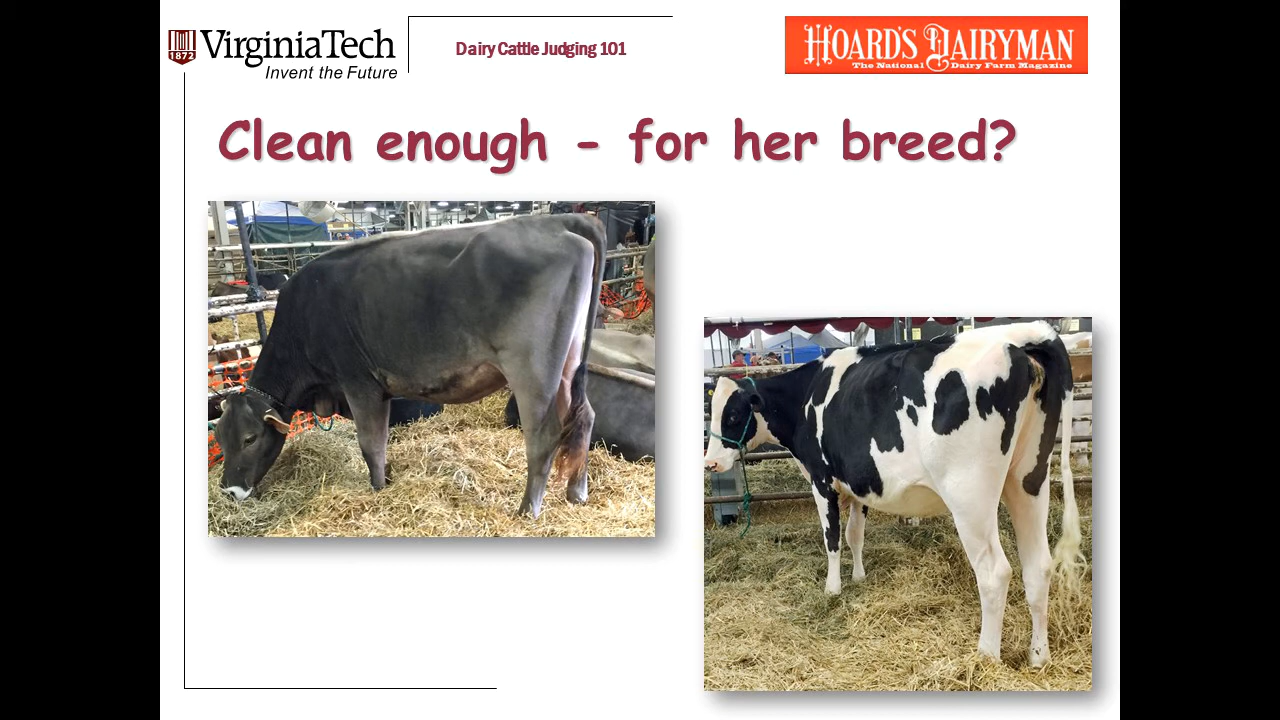 1872
VirginiaTech
Invent the Future
Dairy Cattle Judging 101
HOARD'S DAIRYMAN
The National Dairy Farm Magazine
Clean enough - for her breed?